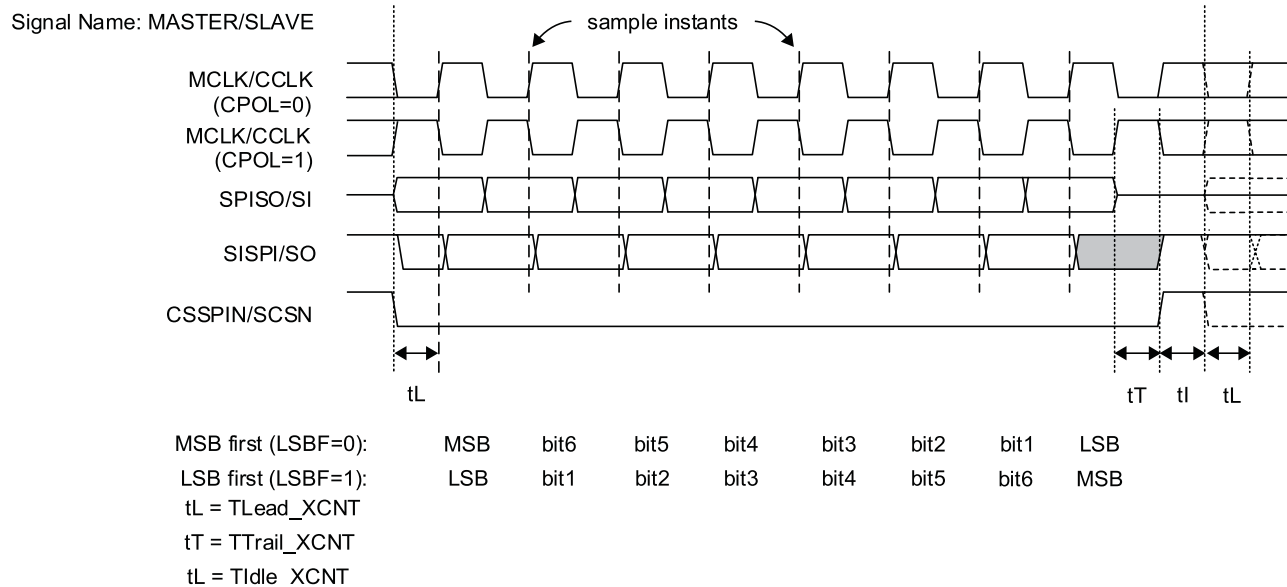 Signal Name: MASTER/SLAVE
sample instants
MCLK/CCLK
(CPOL=0)
MCLK/CCLK
(CPOL=1)
SPISO/SI
SISPI/SO
CSSPIN/SCSN
tL
tT
tI
tL
MSB first (LSBF=0): MSB bit6 bit5 bit4 bit3 bit2 bit1 LSB
LSB first (LSBF=1): LSB bit1 bit2 bit3 bit4 bit5 bit6 MSB
tL = TLead_XCNT
tT = TTrail_XCNT
tL = TIdle_XCNT